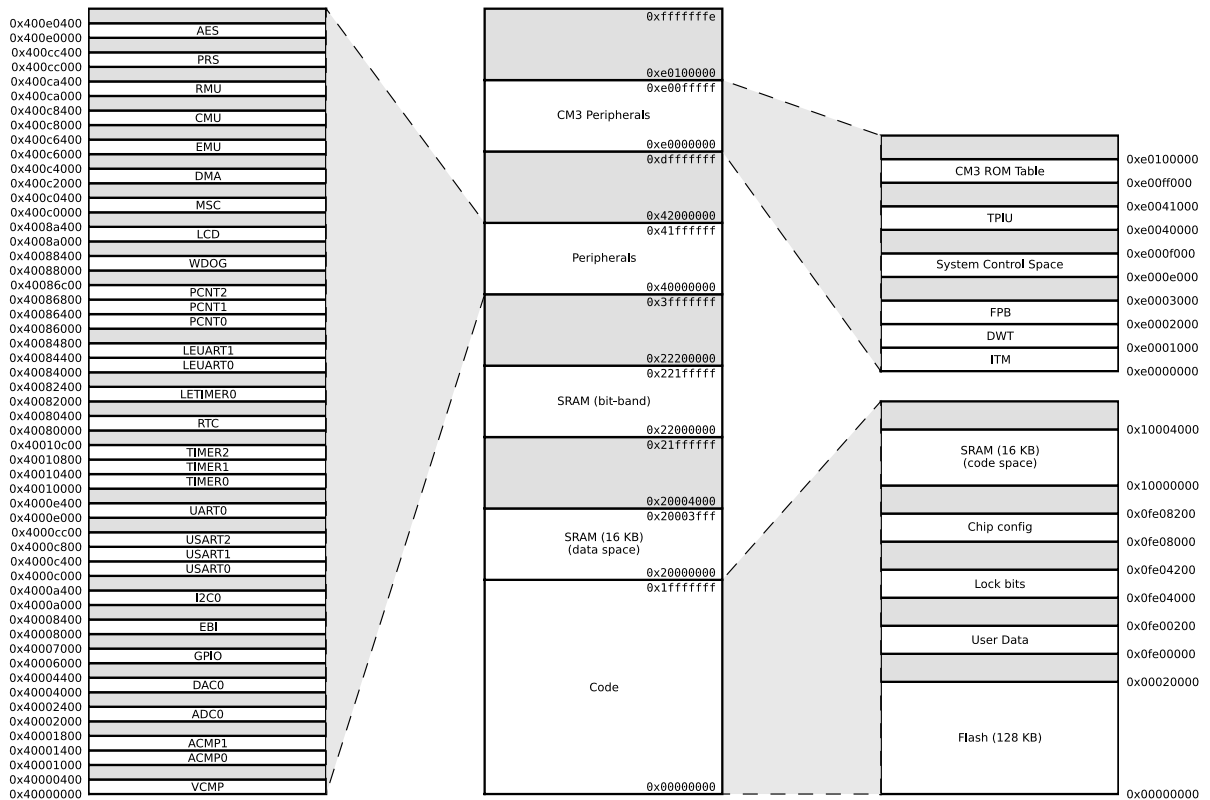 0x400e0400
AES
0x400e0000
0x400cc400
PRS
0x400cc000
0x400ca400
RMU
0x400ca000
0x400c8400
CMU
0x400c8000
0x400c6400
EMU
0x400c6000
0x400c4000
DMA
0x400c2000
0x400c0400
MSC
0x400c0000
0x4008a400
LCD
0x4008a000
0x40088400
WDOG
0x40088000
0x40086c00
PCNT2
0x40086800
PCNT1
0x40086400
PCNT0
0x40086000
0x40084800
LEUART1
0x40084400
LEUART0
0x40084000
0x40082400
LETIMER0
0x40082000
0x40080400
RTC
0x40080000
0x40010c00
TIMER2
0x40010800
TIMER1
0x40010400
TIMER0
0x40010000
0x4000e400
UART0
0x4000e000
0x4000cc00
USART2
0x4000c800
USART1
0x4000c400
USART0
0x4000c000
0x4000a400
I2C0
0x4000a000
0x40008400
EBI
0x40008000
0x40007000
GPIO
0x40006000
0x40004400
DAC0
0x40004000
0x40002400
ADC0
0x40002000
0x40001800
ACMP1
0x40001400
ACMP0
0x40001000
0x40000400
VCMP
0x40000000
0xfffffffe
0xe0100000
0xe00fffff
CM3 Peripherals
0xe0000000
0xdfffffff
0x42000000
0x41ffffff
Peripherals
0x40000000
0x3fffffff
0x22200000
0x221fffff
SRAM (bit-band)
0x22000000
0x21ffffff
0x20004000
0x20003fff
SRAM (16 KB)
(data space)
0x20000000
0x1fffffff
Code
0x00000000
0xe0100000
CM3 ROM Table
0xe00ff000
0xe0041000
TPIU
0xe0040000
0xe000f000
System Control Space
0xe000e000
0xe0003000
FPB
0xe0002000
DWT
0xe0001000
ITM
0xe0000000
0x10004000
SRAM (16 KB)
(code space)
0x10000000
0x0fe08200
Chip config
0x0fe08000
0x0fe04200
Lock bits
0x0fe04000
0x0fe00200
User Data
0x0fe00000
0x00020000
Flash (128 KB)
0x00000000